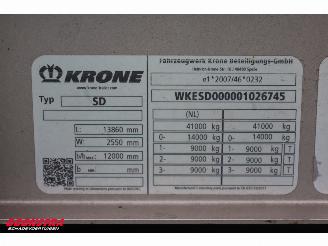 KRONE
Typ SD
L: 13860 mm
W: 2550 mm
12000 mm
b mm
Fahrzeugwerk Krone Beteiligungs-GmbH
e1*2007/46*0232
WKESD000001026745
(NL)
41000 kg 41000 kg
0- 14000 kg 0- 14000 kg
1- 9000 kg 1- 9000 kg T
2- 9000 kg 2- 9000 kg T
3- 9000 kg 3- 9000 kg T
SCHADEVOERTUIGEN